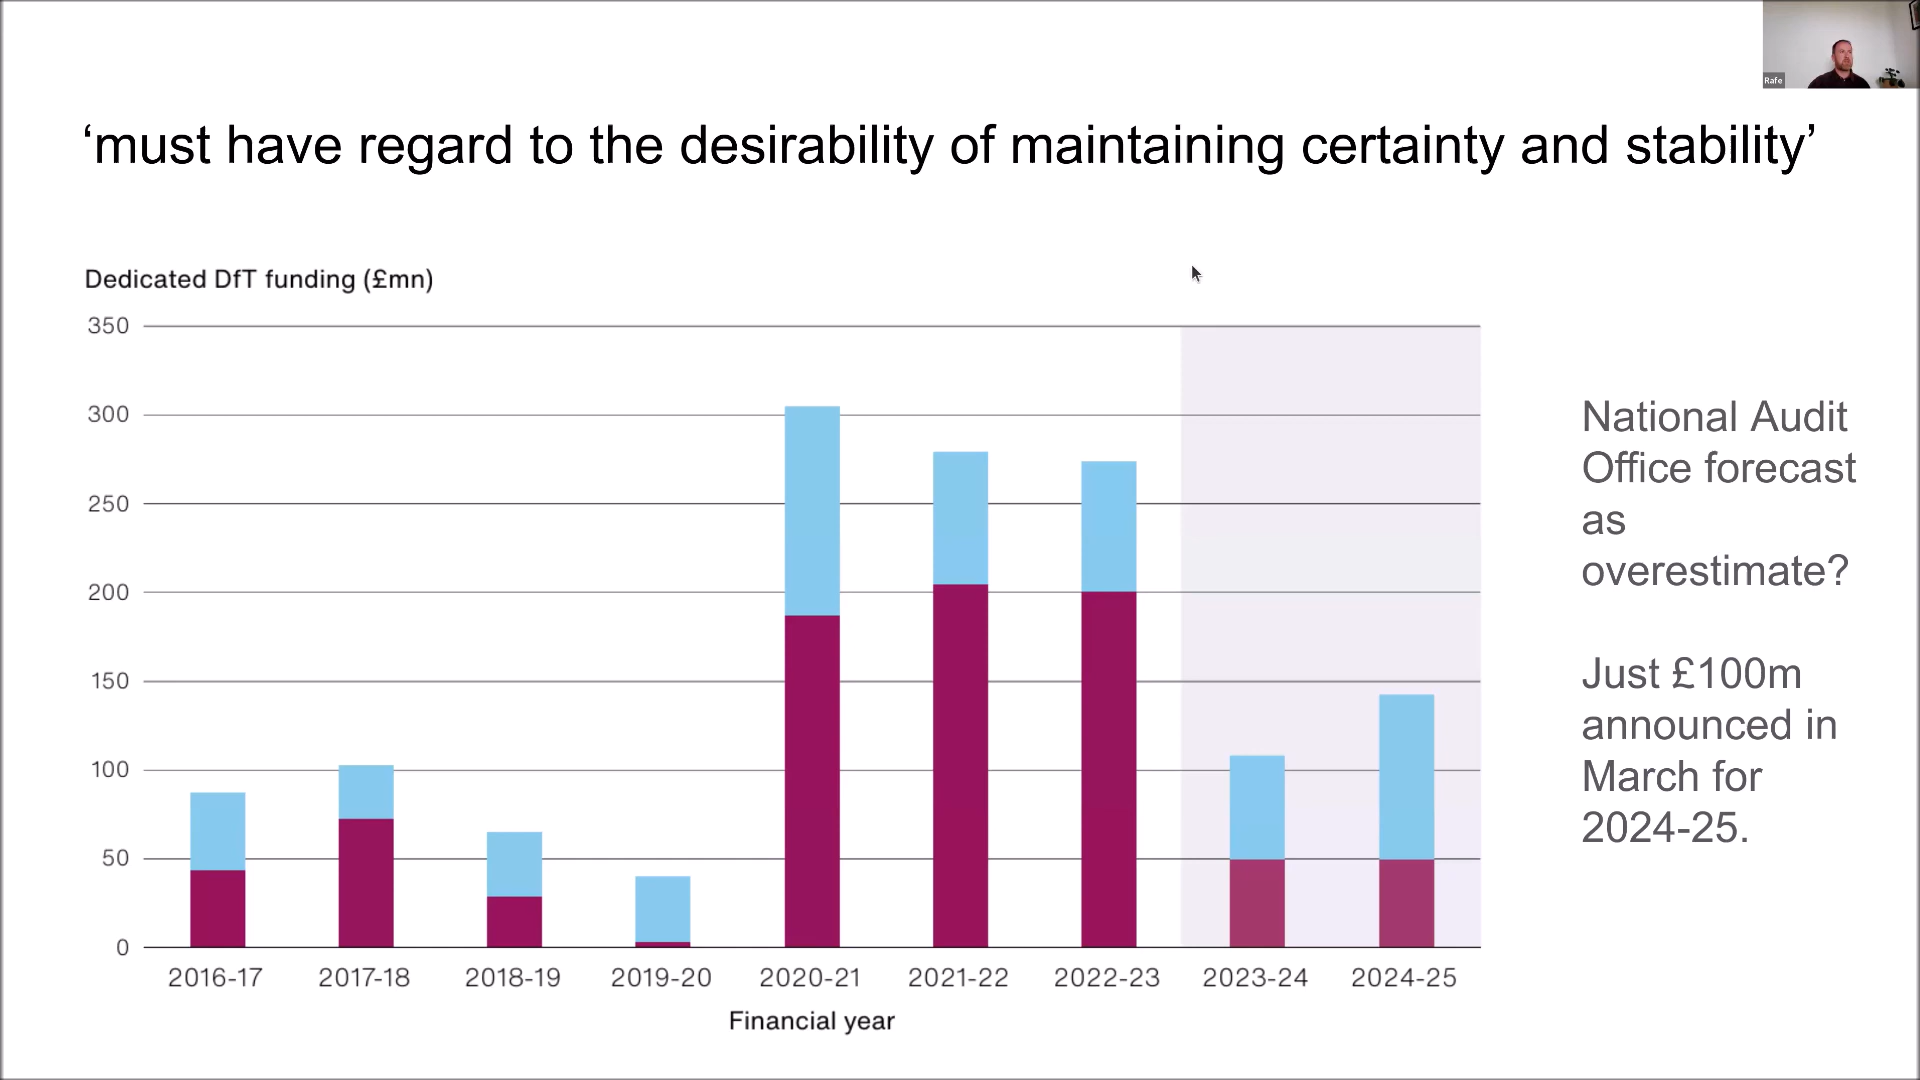 Rafe
‘must have regard to the desirability of maintaining certainty and stability’
Dedicated DfT funding (£mn)
350
300
250
200
150
100
50
0
2016-17 2017-18 2018-19 2019-20 2020-21 2021-22 2022-23 2023-24 2024-25
Financial year
National Audit
Office forecast
as
overestimate?
Just £100m
announced in
March for
2024-25.